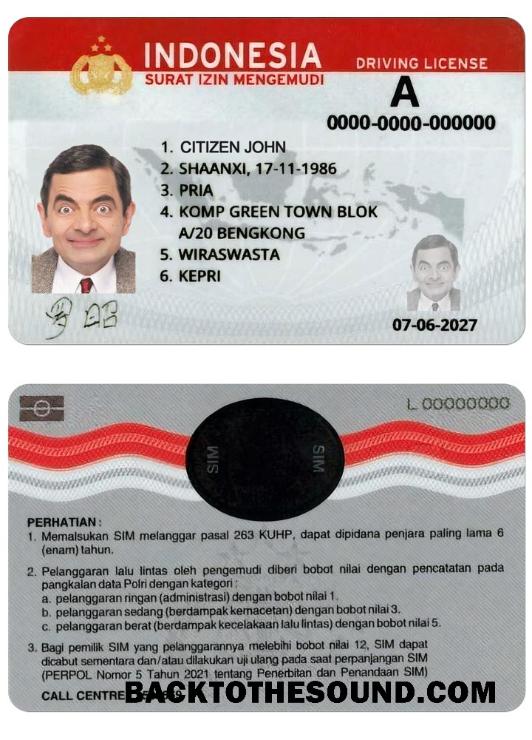 INDONESIA
SURAT IZIN MENGEMUDI
DRIVING LICENSE
A
0000-0000-000000
1. CITIZEN JOHN
2. SHAANXI, 17-11-1986
3. PRIA
4. KOMP GREEN TOWN BLOK
A/20 BENGKONG
5. WIRASWASTA
6. KEPRI
07-06-2027
L 00000000
SIM
SIM
PERHATIAN :
1. Memalsukan SIM melanggar pasal 263 KUHP, dapat dipidana penjara paling lama 6
(enam) tahun.
2. Pelanggaran lalu lintas oleh pengemudi diberi bobot nilai dengan pencatatan pada
pangkalan data Polri dengan kategori :
a. pelanggaran ringan (administrasi) dengan bobot nilai 1.
b. pelanggaran sedang (berdampak kemacetan) dengan bobot nilai 3.
c. pelanggaran berat (berdampak kecelakaan lalu lintas) dengan bobot nilai 5.
3. Bagi pemilik SIM yang pelanggarannya melebihi bobot nilai 12, SIM dapat
dicabut sementara dan/atau dilakukan uji ulang pada saat perpanjangan SIM
(PERPOL Nomor 5 Tahun 2021 tentang Penerbitan dan Penandaan SIM)
CALL CENTRE
BACKTOTHESOUND.COM